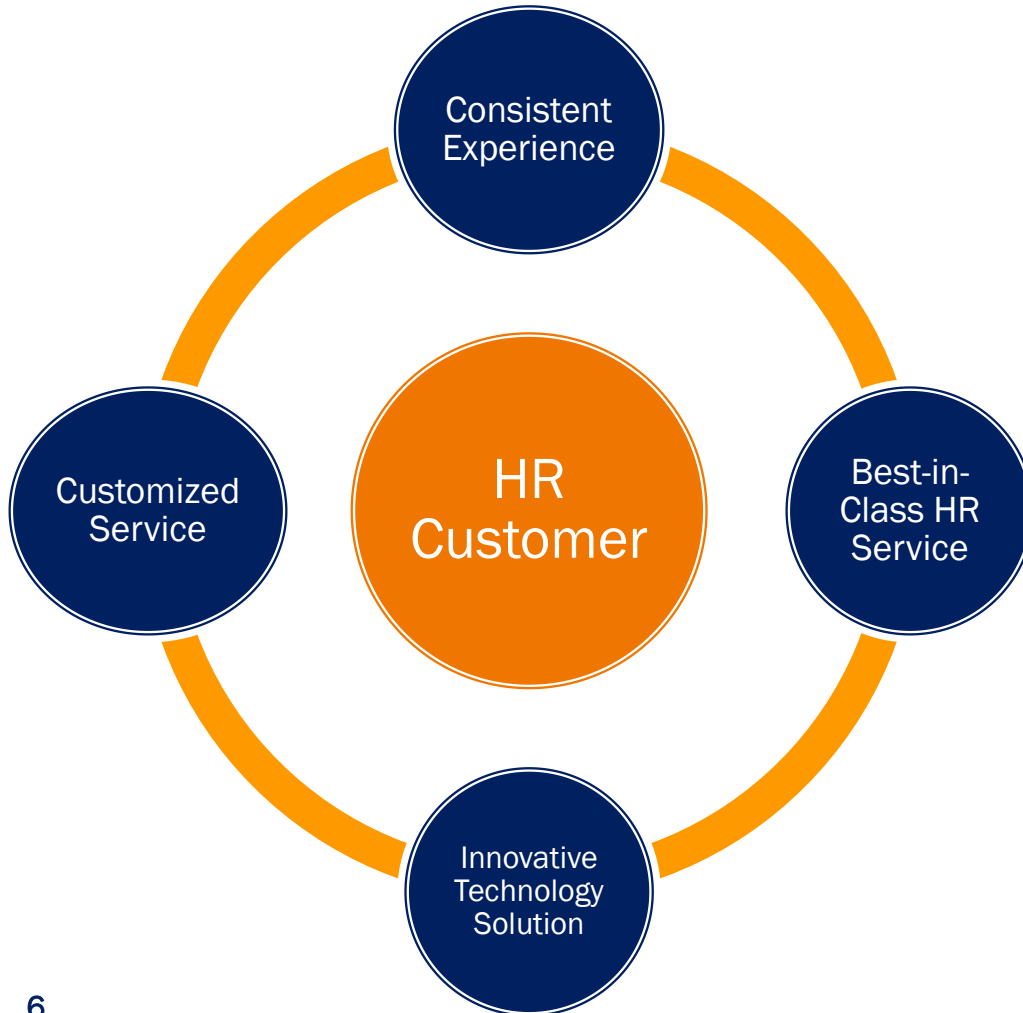 Consistent
Experience
Customized
Service
HR
Customer
Best-in-
Class HR
Service
Innovative
Technology
Solution
6